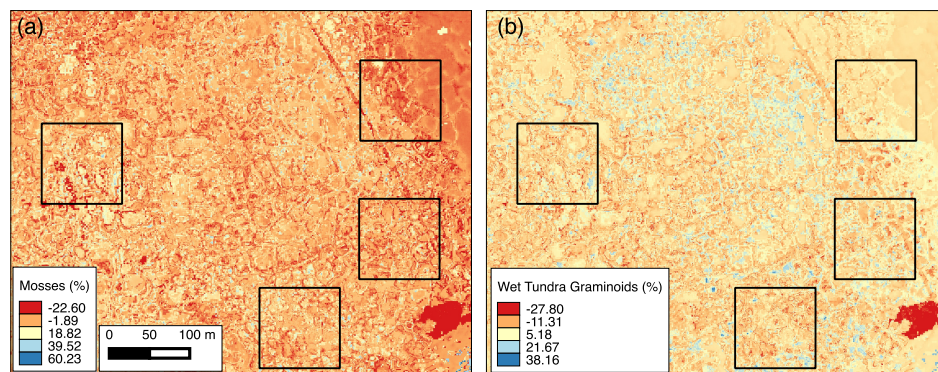 (a)
Mosses (%)
-22.60
-1.89
18.82
39.52
60.23
0 50 100 m
(b)
Wet Tundra Graminoids (%)
-27.80
-11.31
5.18
21.67
38.16